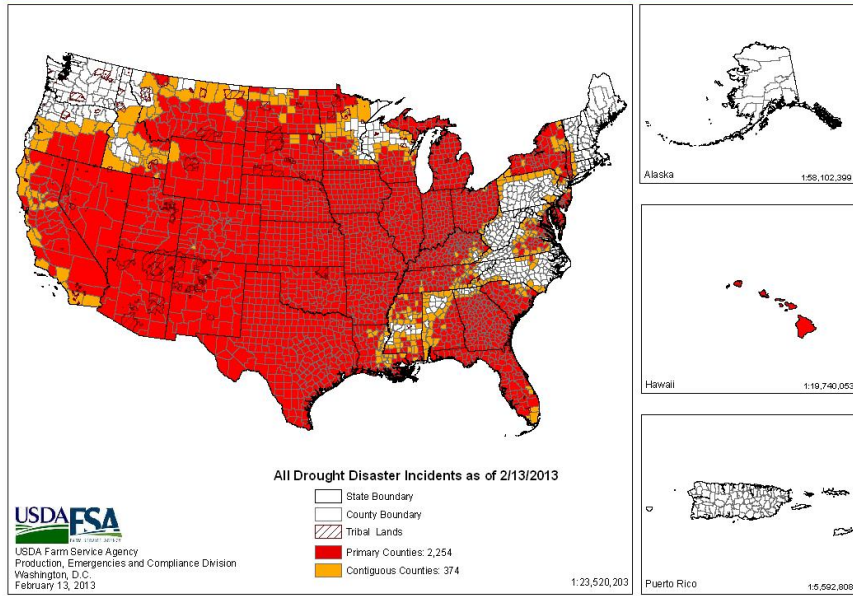 Alaska
1:58,102,399
Hawaii
1:19,740,053
All Drought Disaster Incidents as of 2/13/2013
State Boundary
County Boundary
Tribal Lands
Primary Counties: 2,254
Contiguous Counties: 374
USDA FSA
USDA Farm Service Agency
Production, Emergencies and Compliance Division
Washington, D.C.
February 13, 2013
1:23,520,203
Puerto Rico
1:5,592,808